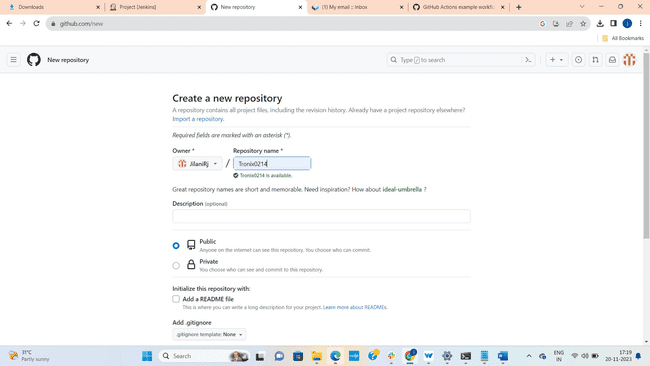 Downloads
Project [Jenkins]
New repository
(1) My email :: Inbox
GitHub Actions example workfl
github.com/new
All Bookmarks
New repository
Type / to search
Create a new repository
A repository contains all project files, including the revision history. Already have a project repository elsewhere?
Import a repository.
Required fields are marked with an asterisk (*).
Owner *
Repository name *
JilaniRj
/
Tronix0214
Tronix0214 is available.
Great repository names are short and memorable. Need inspiration? How about ideal-umbrella ?
Description (optional)
Public
Anyone on the internet can see this repository. You choose who can commit.
Private
You choose who can see and commit to this repository.
Initialize this repository with:
Add a README file
This is where you can write a long description for your project. Learn more about READMEs.
Add .gitignore
.gitignore template: None
31°C
Partly sunny
Search
ENG
IN
17:19
20-11-2023